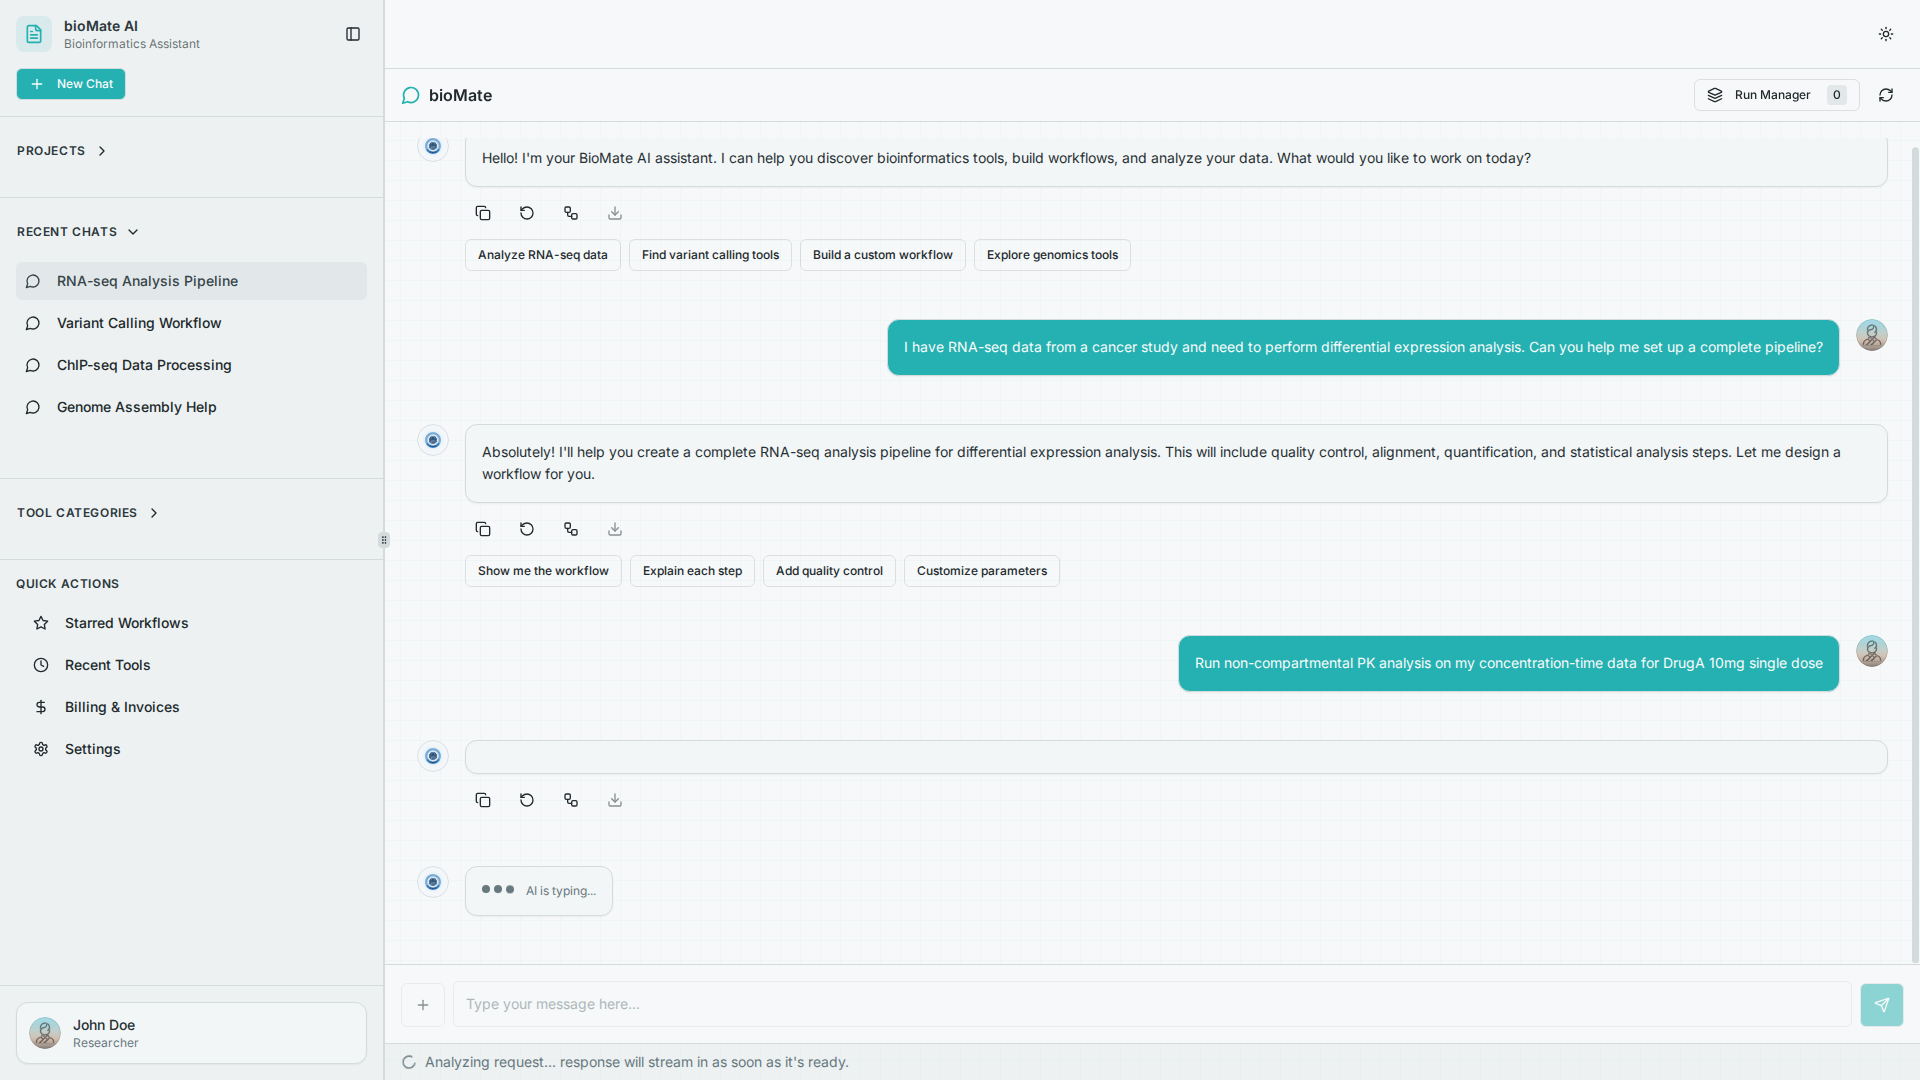 bioMate AI
Bioinformatics Assistant
New Chat
PROJECTS
RECENT CHATS
RNA-seq Analysis Pipeline
Variant Calling Workflow
ChIP-seq Data Processing
Genome Assembly Help
TOOL CATEGORIES
QUICK ACTIONS
Starred Workflows
Recent Tools
Billing & Invoices
Settings
John Doe
Researcher
bioMate
Run Manager 0
Hello! I'm your BioMate AI assistant. I can help you discover bioinformatics tools, build workflows, and analyze your data. What would you like to work on today?
Analyze RNA-seq data
Find variant calling tools
Build a custom workflow
Explore genomics tools
I have RNA-seq data from a cancer study and need to perform differential expression analysis. Can you help me set up a complete pipeline?
Absolutely! I'll help you create a complete RNA-seq analysis pipeline for differential expression analysis. This will include quality control, alignment, quantification, and statistical analysis steps. Let me design a
workflow for you.
Show me the workflow
Explain each step
Add quality control
Customize parameters
Run non-compartmental PK analysis on my concentration-time data for DrugA 10mg single dose
AI is typing...
Type your message here...
Analyzing request... response will stream in as soon as it's ready.